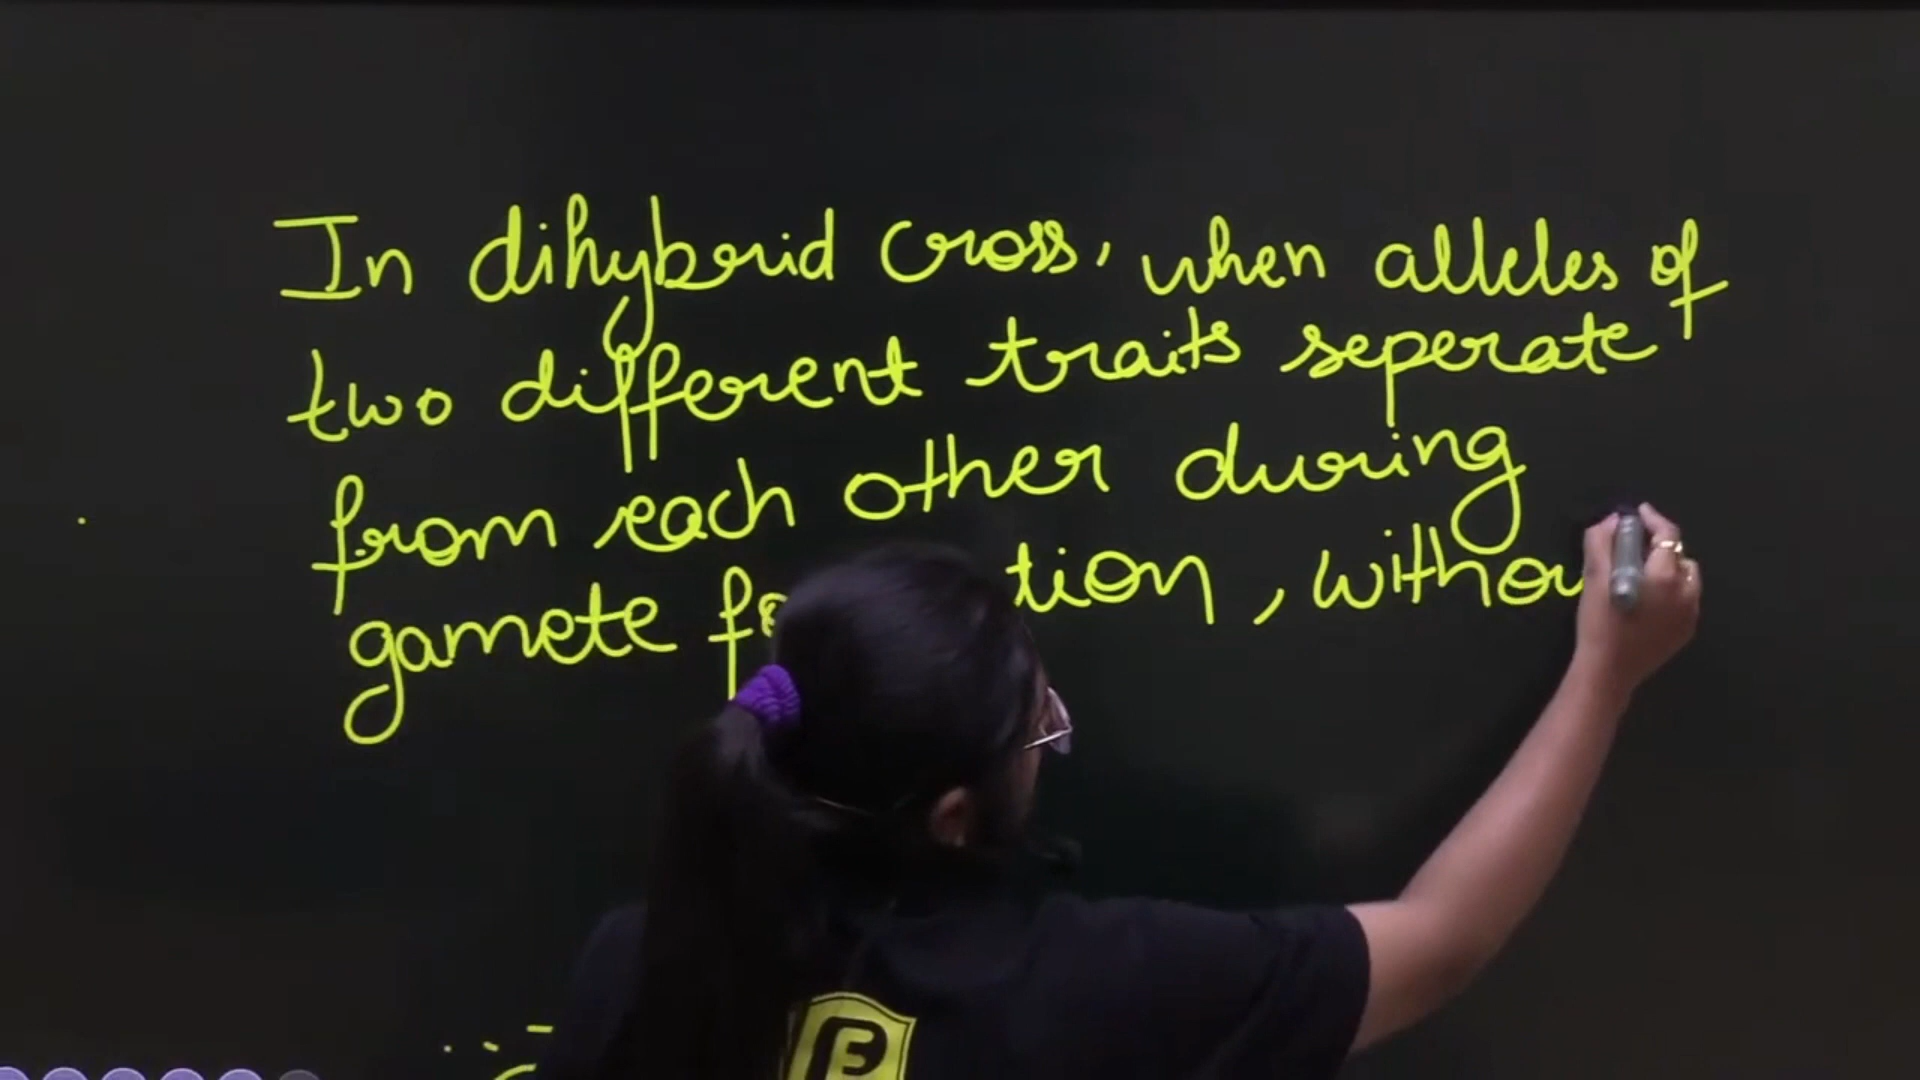 In dihybrid cross, when alleles of
two different traits seperate
from each other during
gamete tion, withou